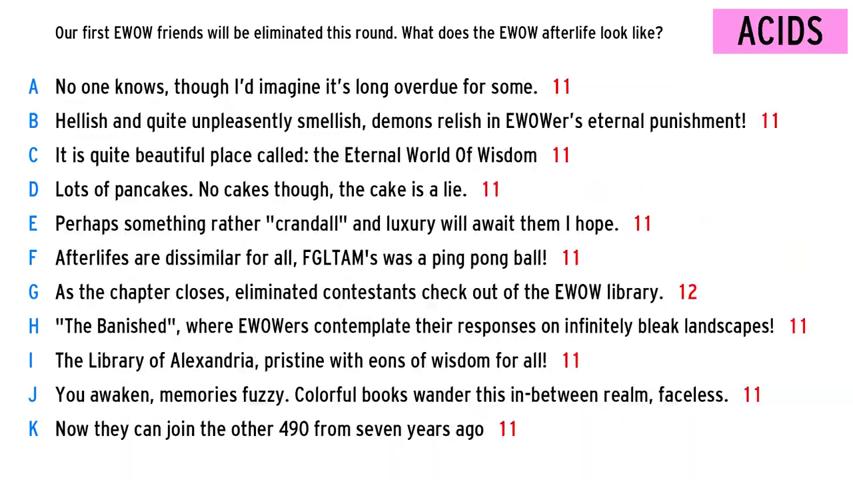 Our first EWOW friends will be eliminated this round. What does the EWOW afterlife look like?
ACIDS
A No one knows, though I'd imagine it's long overdue for some. 11
B Hellish and quite unpleasently smellish, demons relish in EWOWer's eternal punishment! 11
C It is quite beautiful place called: the Eternal World Of Wisdom 11
D Lots of pancakes. No cakes though, the cake is a lie. 11
E Perhaps something rather "crandall" and luxury will await them I hope. 11
F Afterlifes are dissimilar for all, FGLTAM's was a ping pong ball! 11
G As the chapter closes, eliminated contestants check out of the EWOW library. 12
H "The Banished", where EWOWers contemplate their responses on infinitely bleak landscapes! 11
I The Library of Alexandria, pristine with eons of wisdom for all! 11
J You awaken, memories fuzzy. Colorful books wander this in-between realm, faceless. 11
K Now they can join the other 490 from seven years ago 11